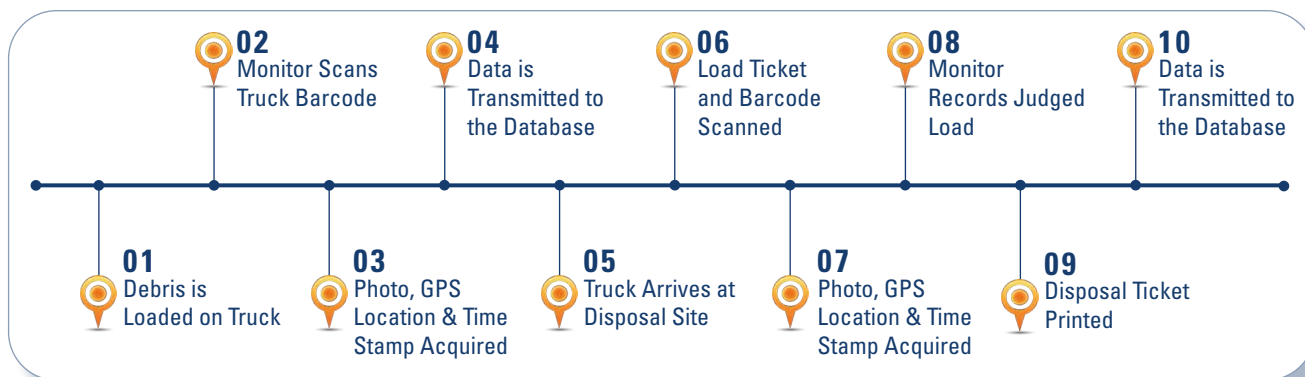 01
Debris is
Loaded on Truck
02
Monitor Scans
Truck Barcode
03
Photo, GPS
Location & Time
Stamp Acquired
04
Data is
Transmitted to
the Database
05
Truck Arrives at
Disposal Site
06
Load Ticket
and Barcode
Scanned
07
Photo, GPS
Location & Time
Stamp Acquired
08
Monitor
Records Judged
Load
09
Disposal Ticket
Printed
10
Data is
Transmitted to
the Database